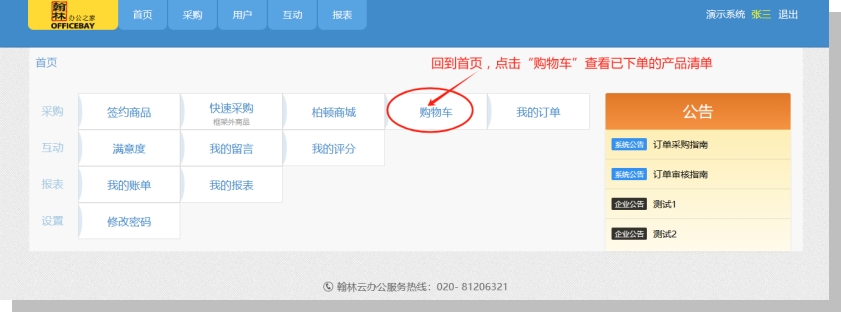 翰林 办公之家
OFFICEBAY
首页 采购 用户 互动 报表
演示系统 张三 退出
首页
回到首页，点击“购物车”查看已下单的产品清单
采购 签约商品 快速采购 柏顿商城 购物车 我的订单
框架外商品
互动 满意度 我的留言 我的评分
报表 我的账单 我的报表
设置 修改密码
公告
系统公告 订单采购指南
系统公告 订单审核指南
企业公告 测试1
企业公告 测试2
翰林云办公服务热线：020- 81206321